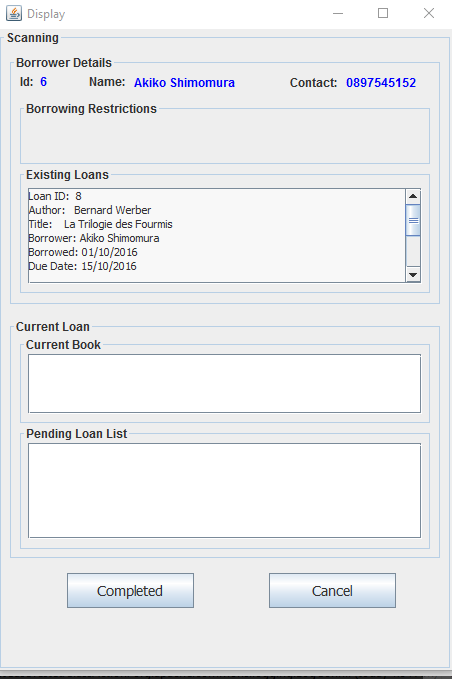 Display
Scanning
Borrower Details
Id: 6 Name: Akiko Shimomura Contact: 0897545152
Borrowing Restrictions
Existing Loans
Loan ID: 8
Author: Bernard Werber
Title: La Trilogie des Fourmis
Borrower: Akiko Shimomura
Borrowed: 01/10/2016
Due Date: 15/10/2016
Current Loan
Current Book
Pending Loan List
Completed Cancel